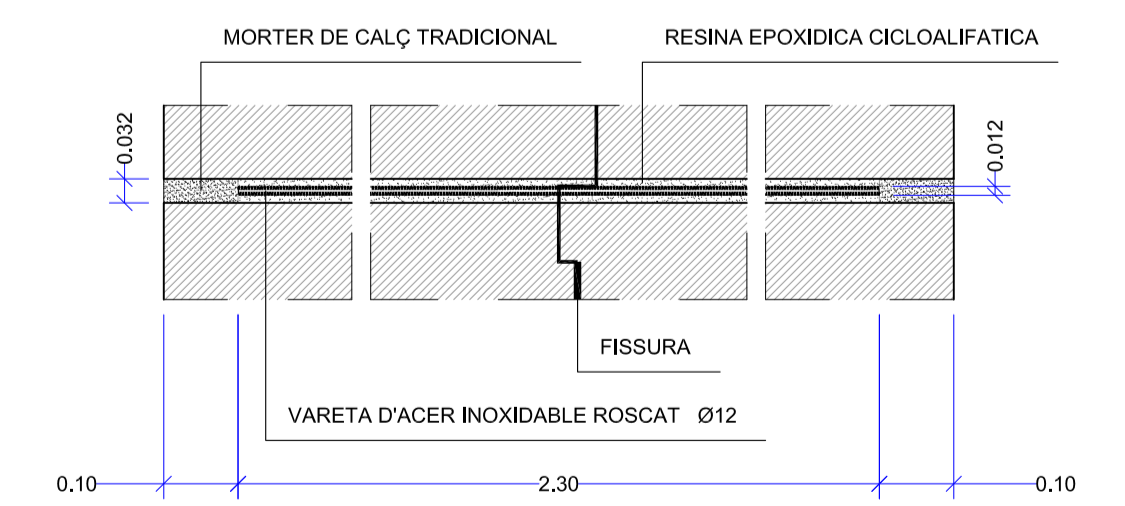 MORTER DE CALÇ TRADICIONAL
RESINA EPOXIDICA CICLOALIFATICA
0.032
0.012
FISSURA
VARETA D'ACER INOXIDABLE ROSCAT Ø12
0.10
2.30
0.10